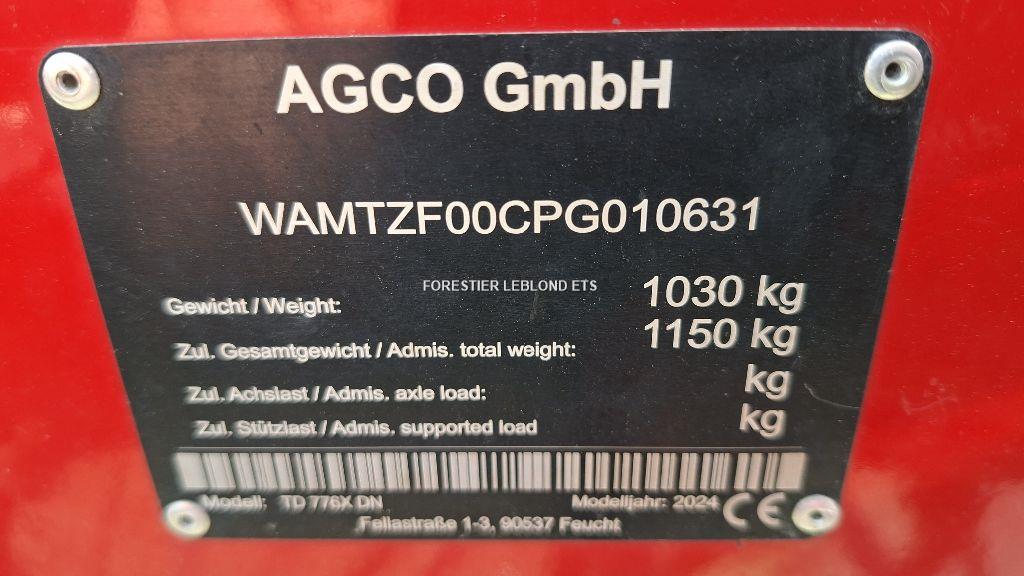 AGCO GmbH
WAMTZF00CPG010631
FORESTIER LEBLOND ETS
Gewicht / Weight: 1030 kg
Zul. Gesamtgewicht / Admis. total weight: 1150 kg
Zul. Achslast / Admis. axle load: kg
Zul. Stützlast / Admis. supported load kg
Modell: TD 776X DN Modelljahr: 2024 CE
Fellastraße 1-3, 90537 Feucht